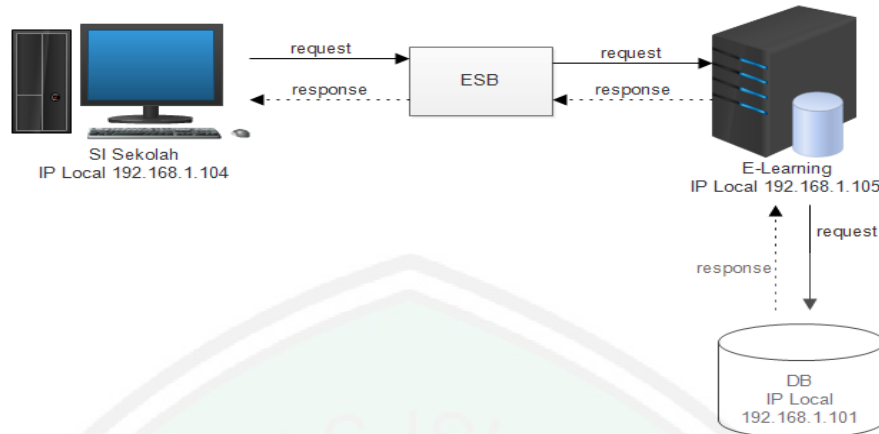 request
response
ESB
request
response
SI Sekolah
IP Local 192.168.1.104
E-Learning
IP Local 192.168.1.105
request
response
DB
IP Local
192.168.1.101